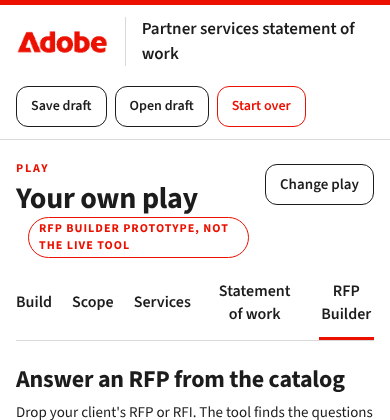 Adobe
Partner services statement of
work
Save draft
Open draft
Start over
PLAY
Your own play
Change play
RFP BUILDER PROTOTYPE, NOT
THE LIVE TOOL
Build
Scope
Services
Statement
of work
RFP
Builder
Answer an RFP from the catalog
Drop your client's RFP or RFI. The tool finds the questions